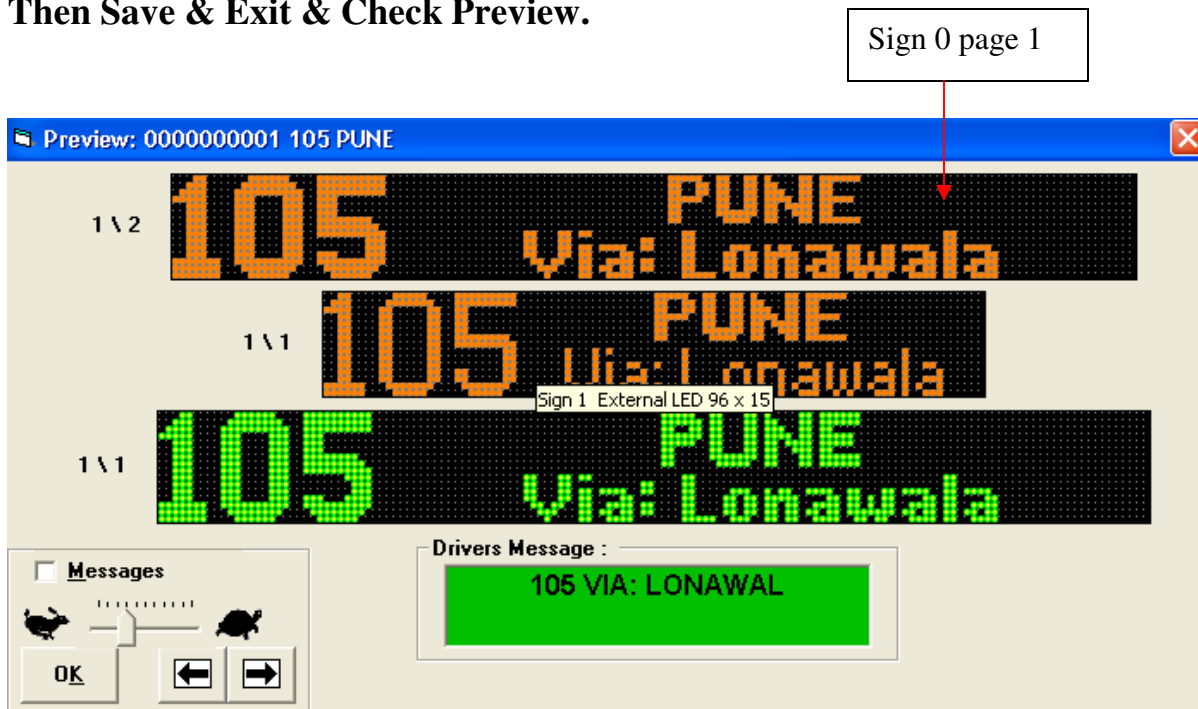 Then Save & Exit & Check Preview.
Sign 0 page 1
Preview: 0000000001 105 PUNE
1 \ 2
105 PUNE
Via: Lonawala
1 \ 1
105 PUNE
Via: Lonawala
Sign 1 External LED 96 x 15
1 \ 1
105 PUNE
Via: Lonawala
Messages
Drivers Message :
105 VIA: LONAWAL
OK